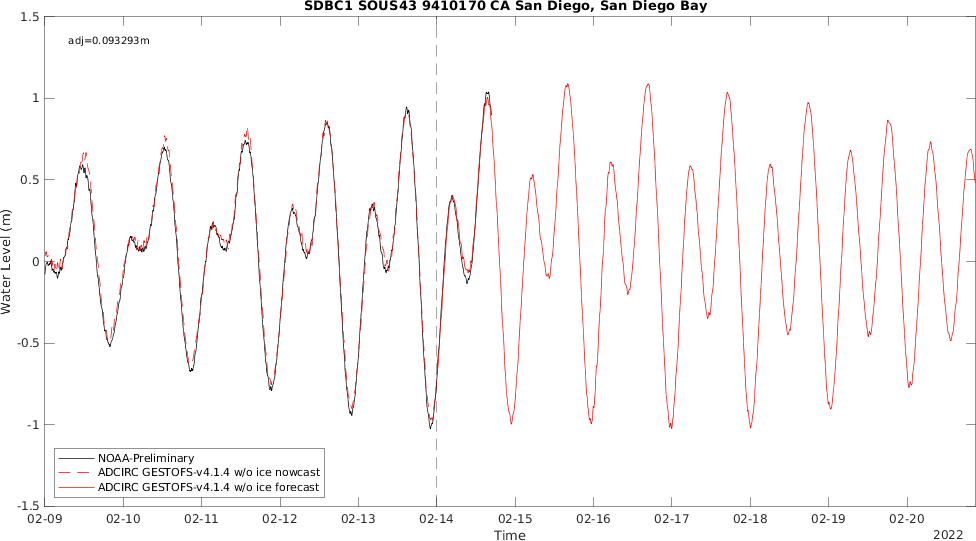 SDBC1 SOUS43 9410170 CA San Diego, San Diego Bay
adj=0.093293m
1.5
1
0.5
0
-0.5
-1
-1.5
Water Level (m)
NOAA-Preliminary
ADCIRC GESTOFS-v4.1.4 w/o ice nowcast
ADCIRC GESTOFS-v4.1.4 w/o ice forecast
02-09 02-10 02-11 02-12 02-13 02-14 02-15 02-16 02-17 02-18 02-19 02-20
Time
2022